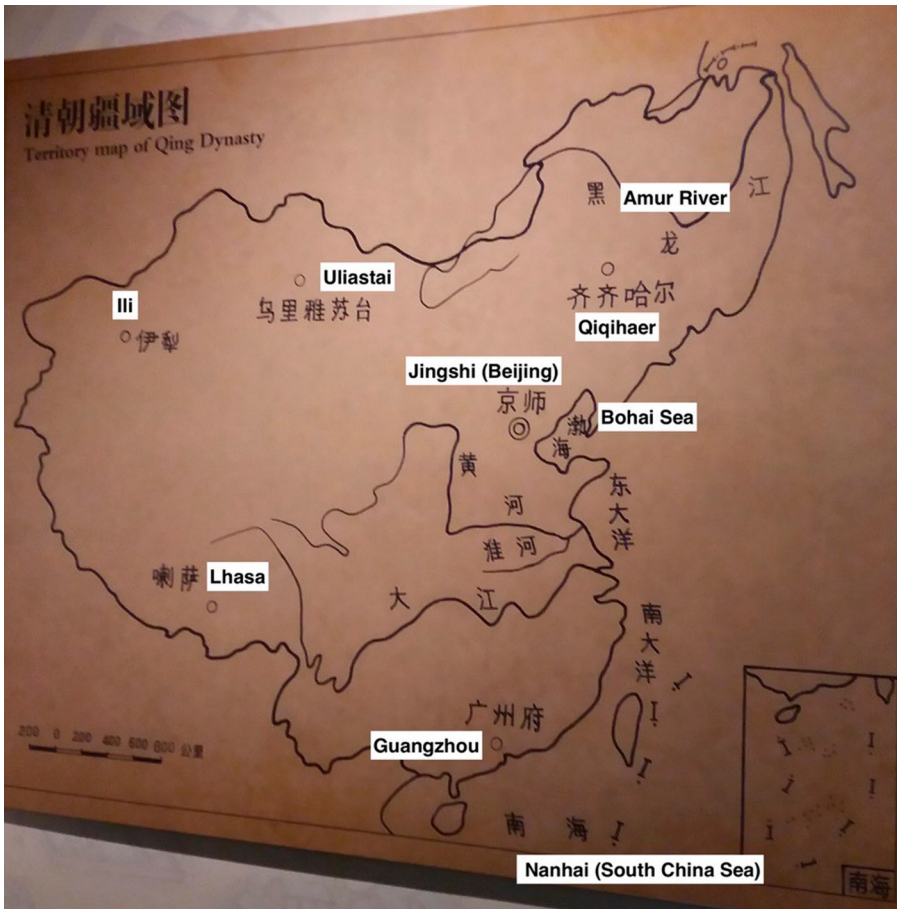 清朝疆域图
Territory map of Qing Dynasty
黑
Amur River
江
龙
Uliastai
乌里雅苏台
齐齐哈尔
Qiqihaer
Ili
伊犁
Jingshi (Beijing)
京师
渤
海
Bohai Sea
黄
河
淮河
东
大
洋
喇萨
Lhasa
大江
南
大
洋
广州府
Guangzhou
200 0 200 400 600 800 公里
南海
Nanhai (South China Sea)
南海